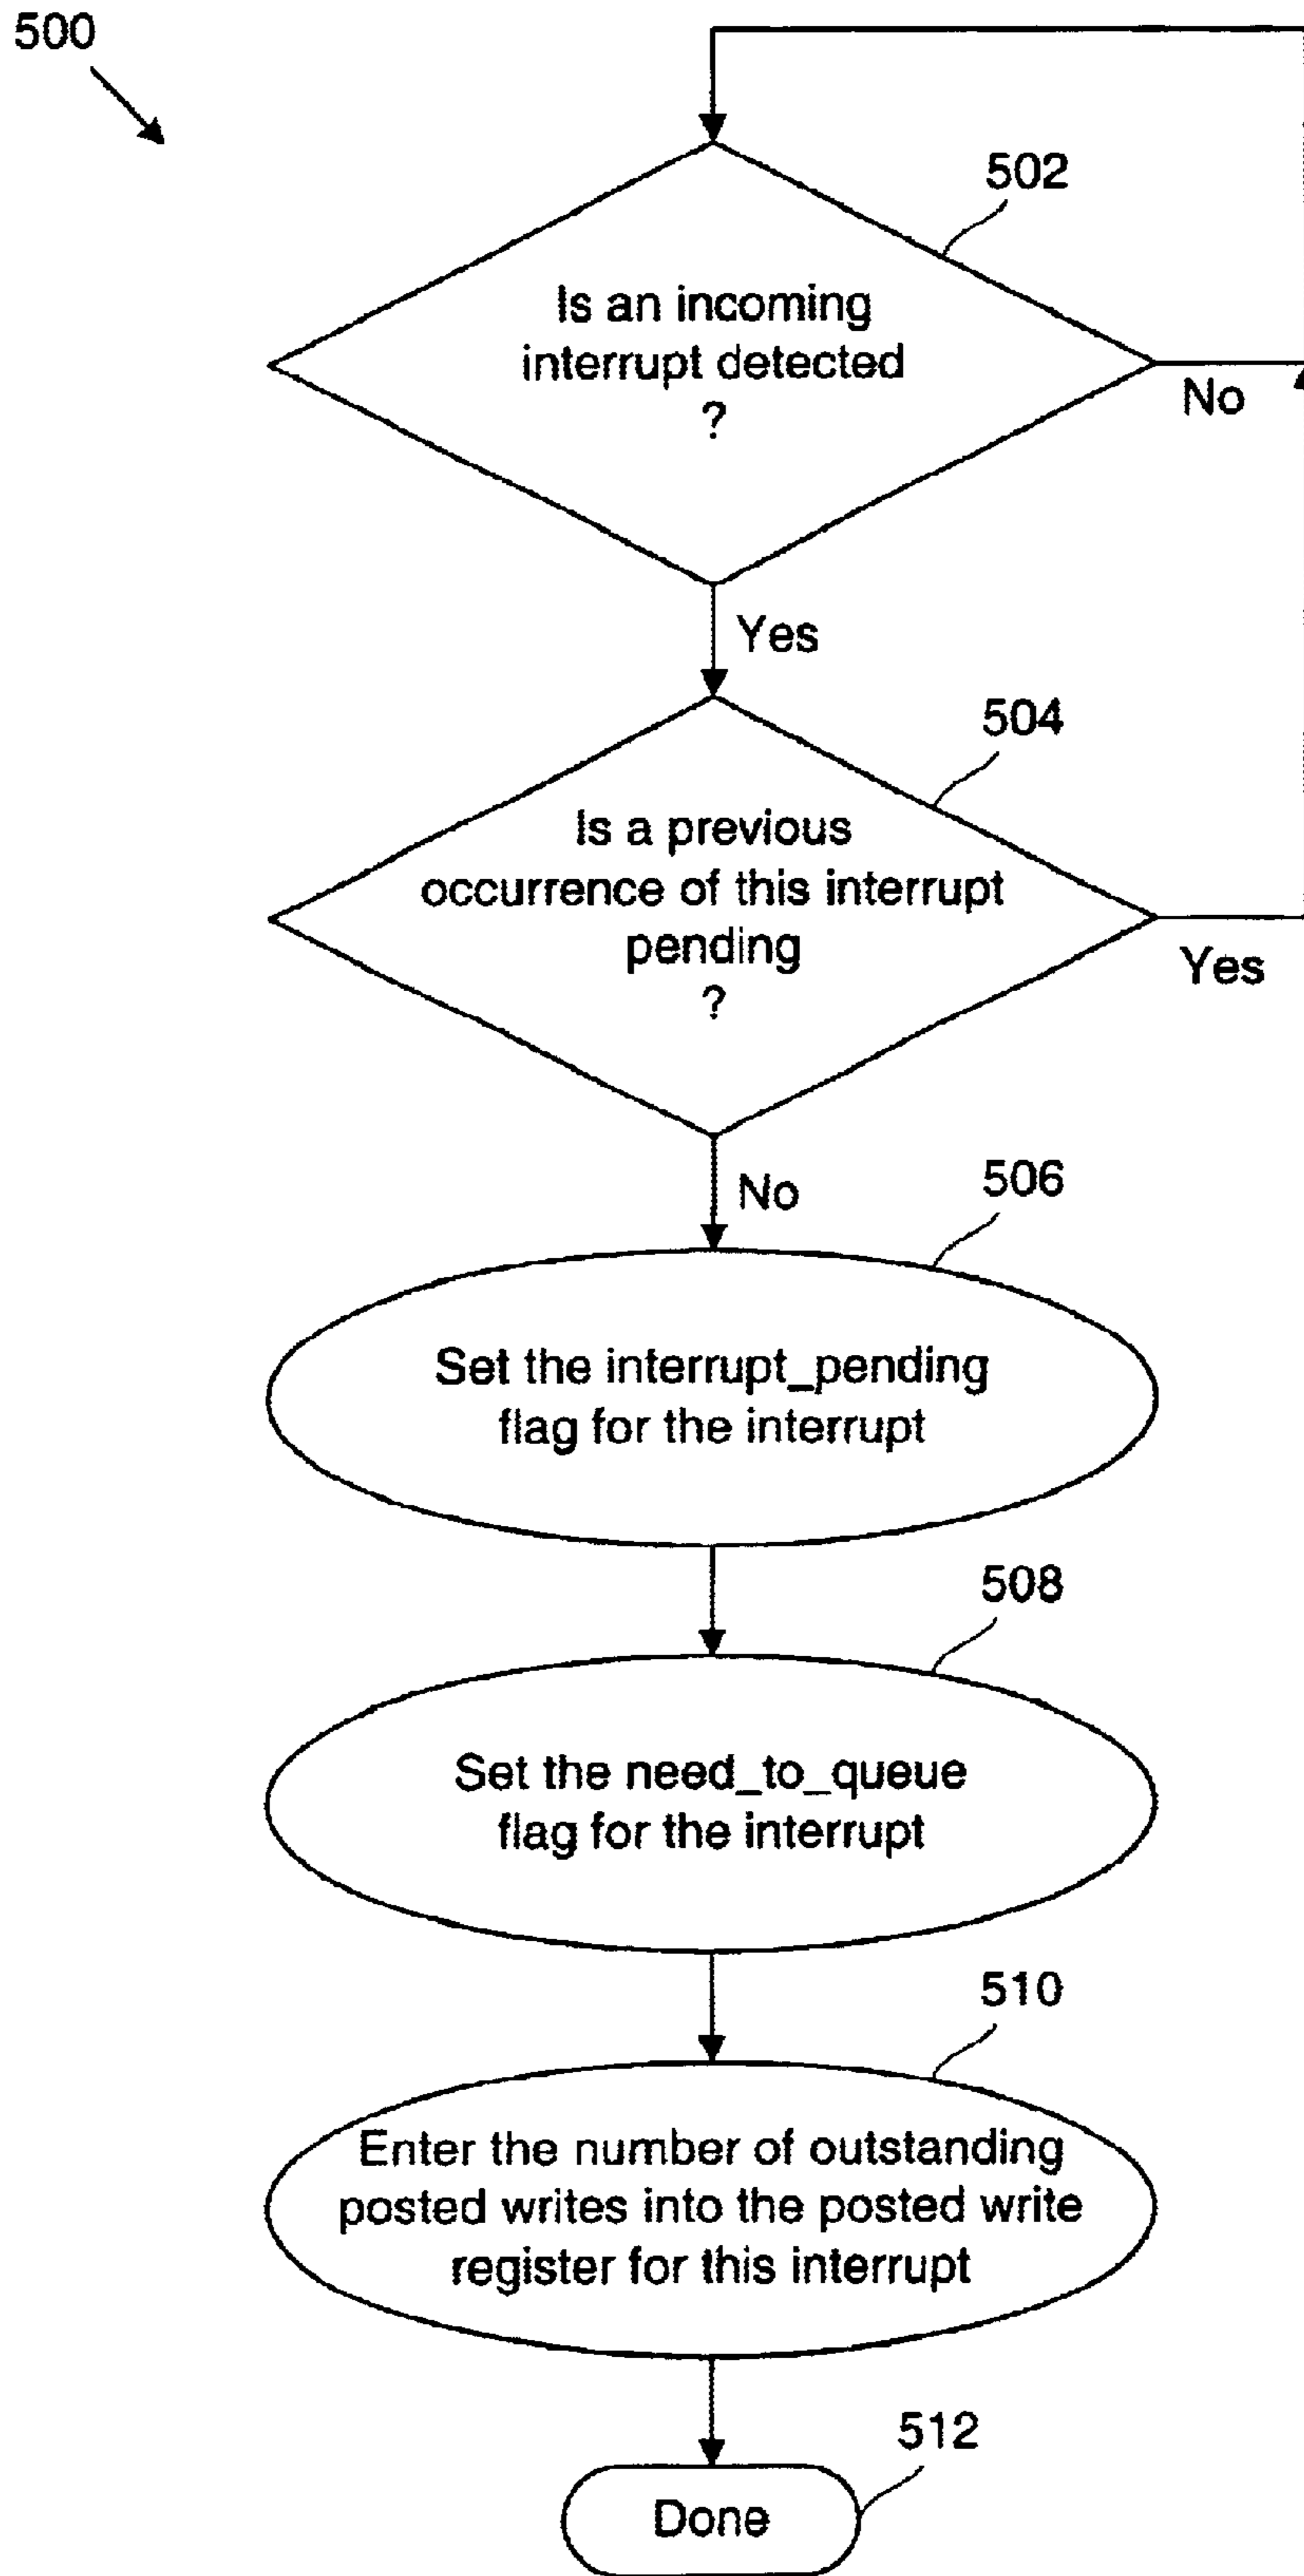 500
502
Is an incoming
interrupt detected
?
No
Yes
504
Is a previous
occurrence of this interrupt
pending
?
Yes
No
506
Set the interrupt_pending
flag for the interrupt
508
Set the need_to_queue
flag for the interrupt
510
Enter the number of outstanding
posted writes into the posted write
register for this interrupt
512
Done